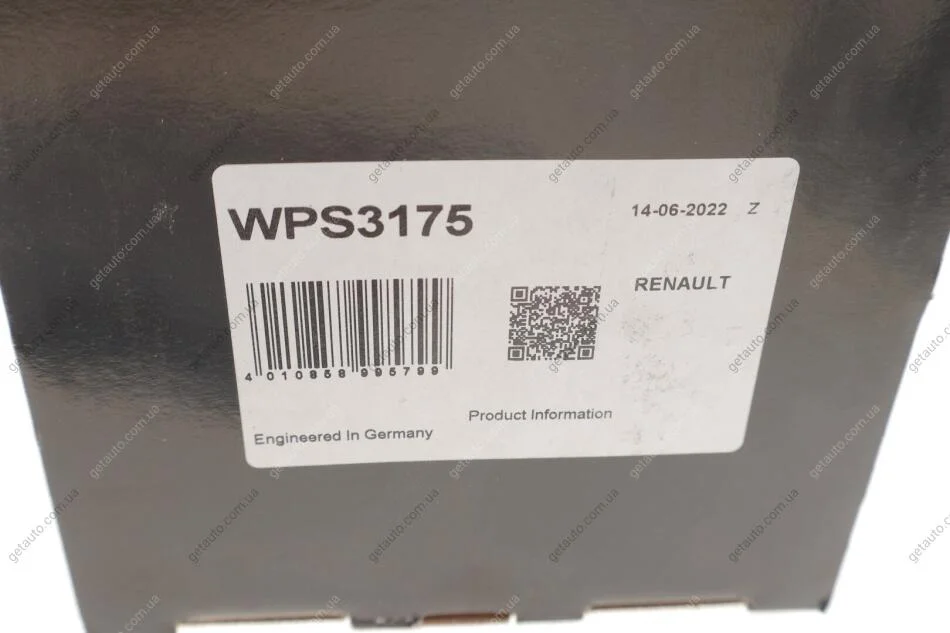 WPS3175
14-06-2022 Z
RENAULT
4 010858 995799
Product Information
Engineered In Germany
getauto.com.ua